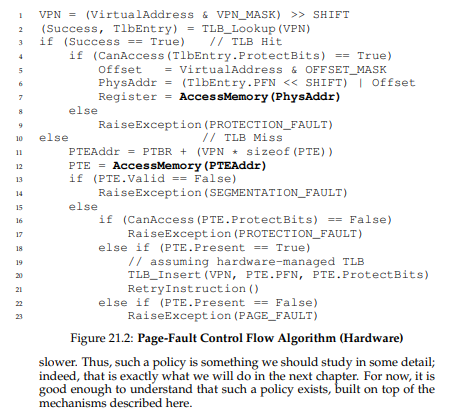 1 VPN = (VirtualAddress & VPN_MASK) >> SHIFT
2 (Success, TlbEntry) = TLB_Lookup(VPN)
3 if (Success == True) // TLB Hit
4 if (CanAccess(TlbEntry.ProtectBits) == True)
5 Offset = VirtualAddress & OFFSET_MASK
6 PhysAddr = (TlbEntry.PFN << SHIFT) | Offset
7 Register = AccessMemory(PhysAddr)
8 else
9 RaiseException(PROTECTION_FAULT)
10 else // TLB Miss
11 PTEAddr = PTBR + (VPN * sizeof(PTE))
12 PTE = AccessMemory(PTEAddr)
13 if (PTE.Valid == False)
14 RaiseException(SEGMENTATION_FAULT)
15 else
16 if (CanAccess(PTE.ProtectBits) == False)
17 RaiseException(PROTECTION_FAULT)
18 else if (PTE.Present == True)
19 // assuming hardware-managed TLB
20 TLB_Insert(VPN, PTE.PFN, PTE.ProtectBits)
21 RetryInstruction()
22 else if (PTE.Present == False)
23 RaiseException(PAGE_FAULT)
Figure 21.2: Page-Fault Control Flow Algorithm (Hardware)
slower. Thus, such a policy is something we should study in some detail;
indeed, that is exactly what we will do in the next chapter. For now, it is
good enough to understand that such a policy exists, built on top of the
mechanisms described here.